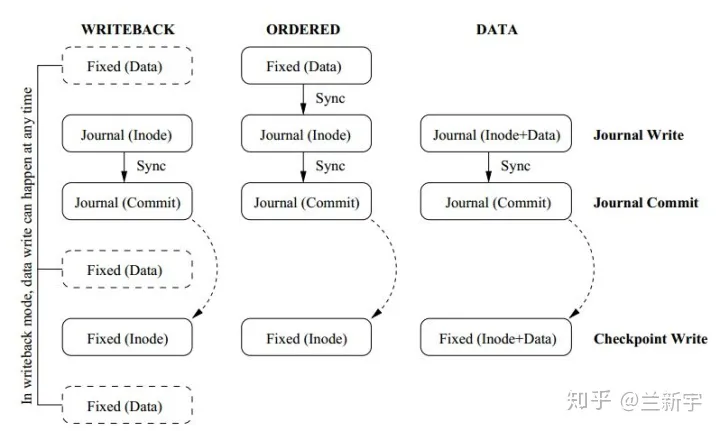 WRITEBACK ORDERED DATA
Fixed (Data) Fixed (Data)
Sync
Journal (Inode) Journal (Inode) Journal (Inode+Data) Journal Write
Sync Sync Sync
Journal (Commit) Journal (Commit) Journal (Commit) Journal Commit
Fixed (Data)
Fixed (Inode) Fixed (Inode) Fixed (Inode+Data) Checkpoint Write
Fixed (Data)
In writeback mode, data write can happen at any time
知乎 @兰新宇